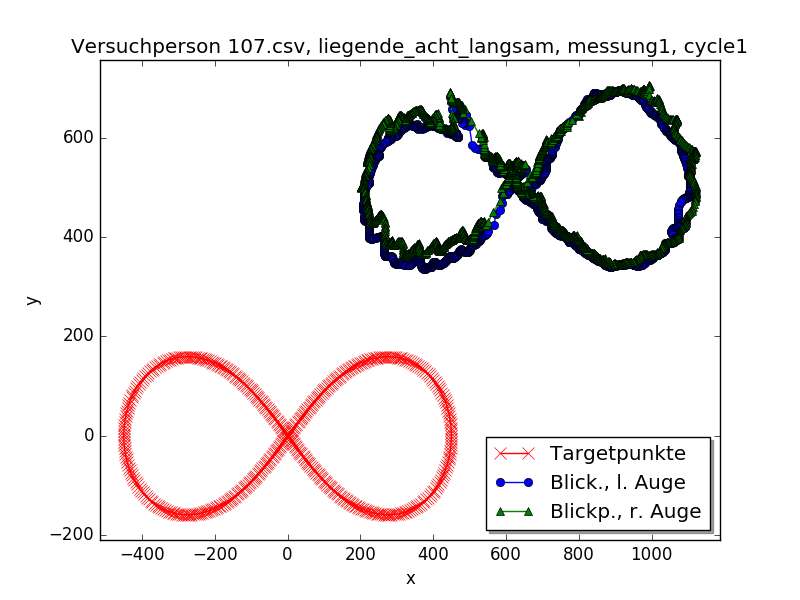 Versuchperson 107.csv, liegende_acht_langsam, messung1, cycle1
y
600
400
200
0
−200
−400
−200
0
200
400
600
800
1000
x
Targetpunkte
Blick., l. Auge
Blickp., r. Auge